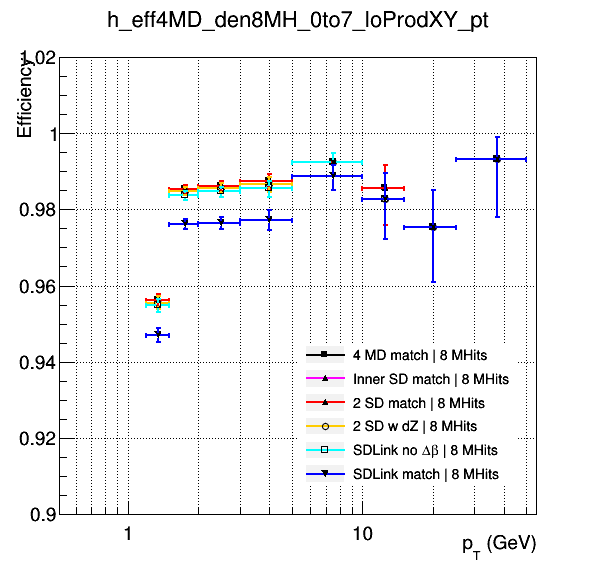 h_eff4MD_den8MH_0to7_loProdXY_pt
Efficiency
1.02
1
0.98
0.96
0.94
0.92
0.9
4 MD match | 8 MHits
Inner SD match | 8 MHits
2 SD match | 8 MHits
2 SD w dZ | 8 MHits
SDLink no Δβ | 8 MHits
SDLink match | 8 MHits
1
10
p_T (GeV)